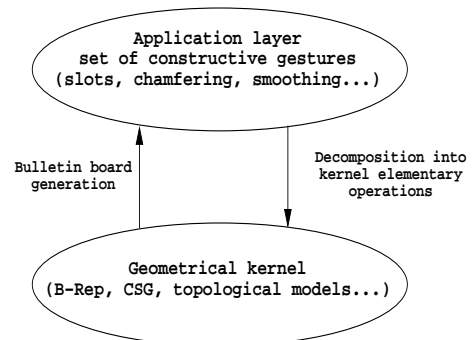 Application layer
set of constructive gestures
(slots, chamfering, smoothing...)
Bulletin board
generation
Decomposition into
kernel elementary
operations
Geometrical kernel
(B-Rep, CSG, topological models...)